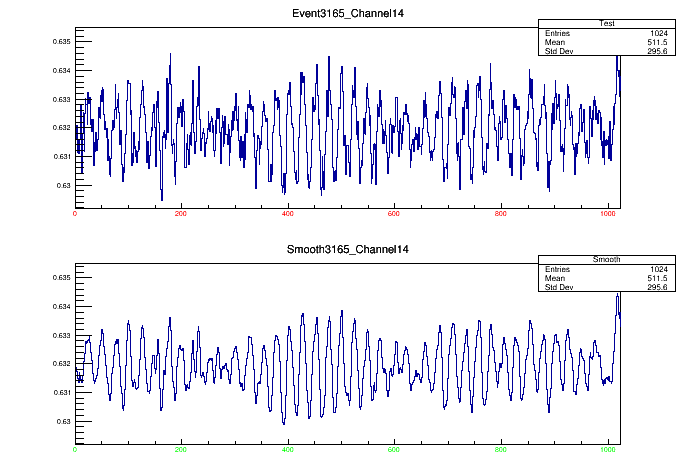 Event3165_Channel14
Test
Entries 1024
Mean 511.5
Std Dev 295.6
0.635
0.634
0.633
0.632
0.631
0.63
0 200 400 600 800 1000
Smooth3165_Channel14
Smooth
Entries 1024
Mean 511.5
Std Dev 295.6
0.635
0.634
0.633
0.632
0.631
0.63
0 200 400 600 800 1000